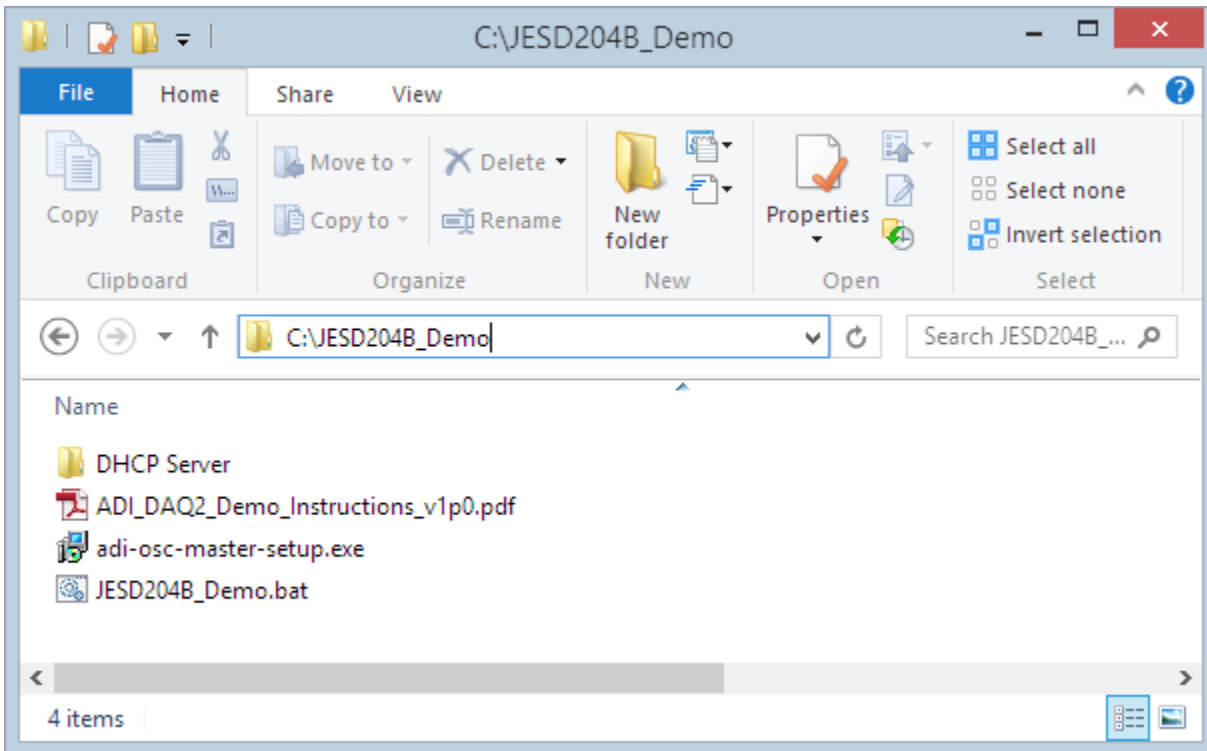 C:\JESD204B_Demo
File Home Share View
Copy
Paste
Move to
Copy to
Delete
Rename
New folder
Properties
Select all
Select none
Invert selection
Clipboard Organize New Open Select
C:\JESD204B_Demo
Search JESD204B_...
Name
DHCP Server
ADI_DAQ2_Demo_Instructions_v1p0.pdf
adi-osc-master-setup.exe
JESD204B_Demo.bat
4 items